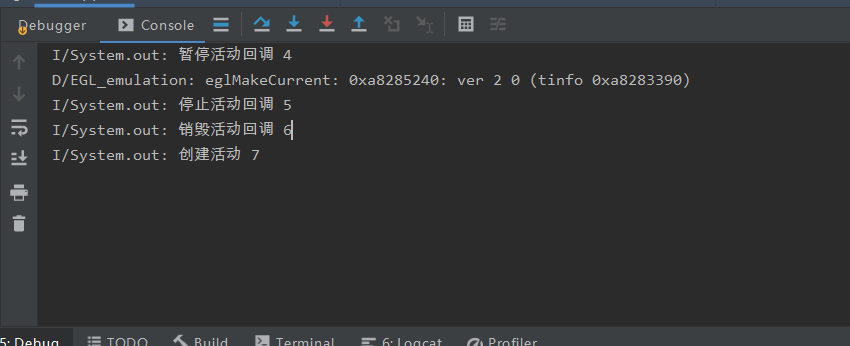 Debugger
Console
I/System.out: 暂停活动回调 4
D/EGL_emulation: eglMakeCurrent: 0xa8285240: ver 2 0 (tinfo 0xa8283390)
I/System.out: 停止活动回调 5
I/System.out: 销毁活动回调 6
I/System.out: 创建活动 7
5: Debug
TODO
Build
Terminal
6: Logcat
Profiler